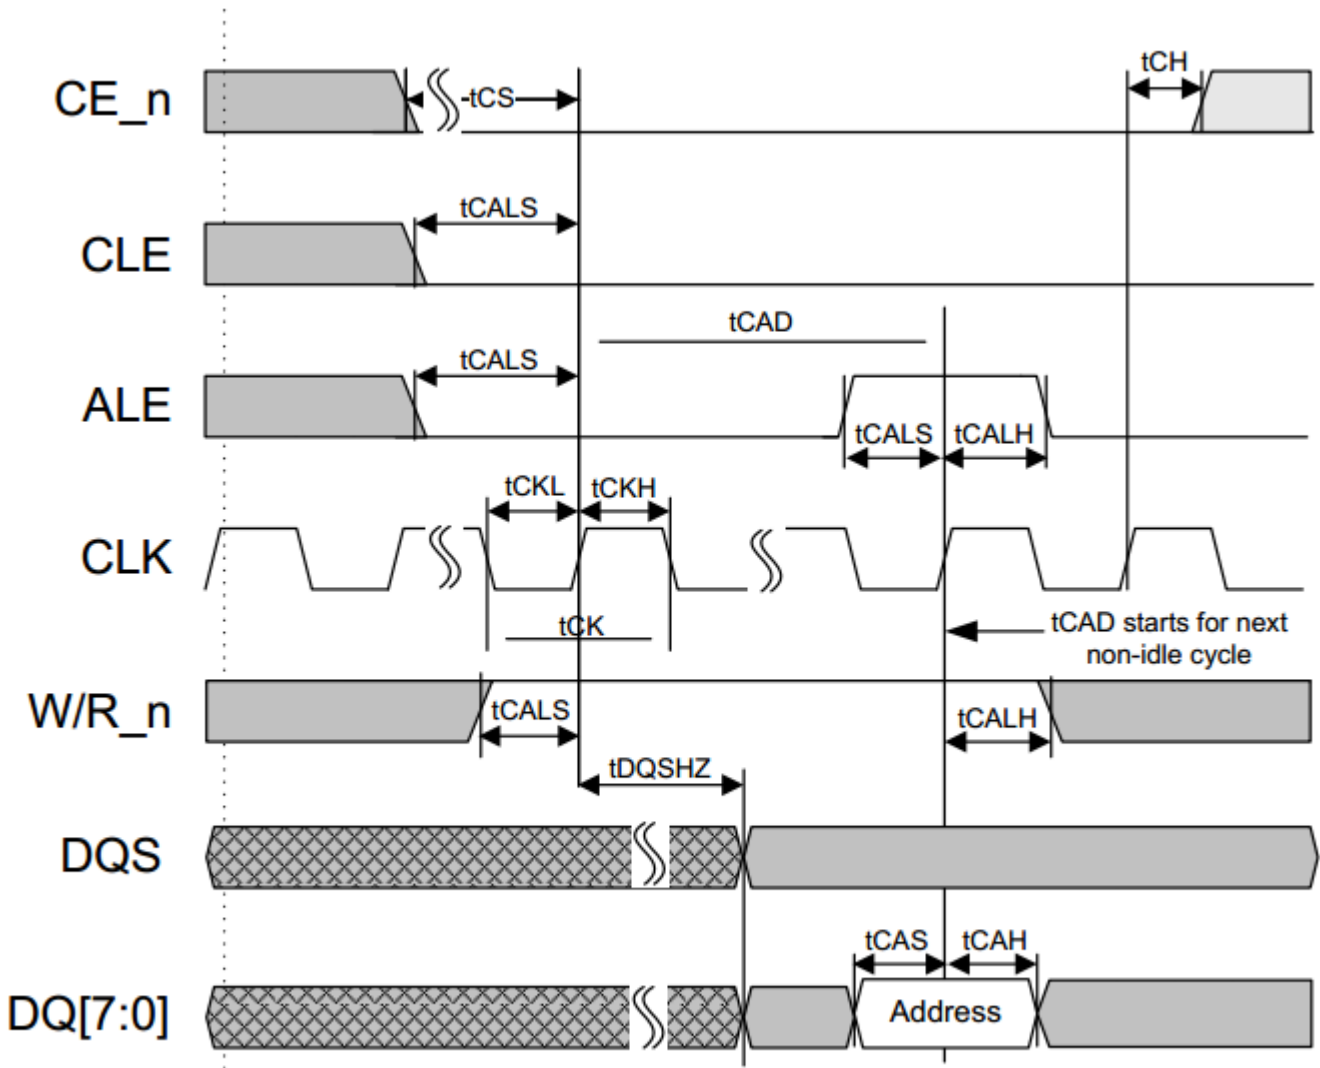 tCH
CE_n
tCS
tCALS
CLE
tCAD
tCALS
ALE
tCALS tCALH
tCKL tCKH
CLK
tCK
tCAD starts for next
non-idle cycle
W/R_n
tCALS
tCALH
tDQSHZ
DQS
tCAS tCAH
DQ[7:0]
Address